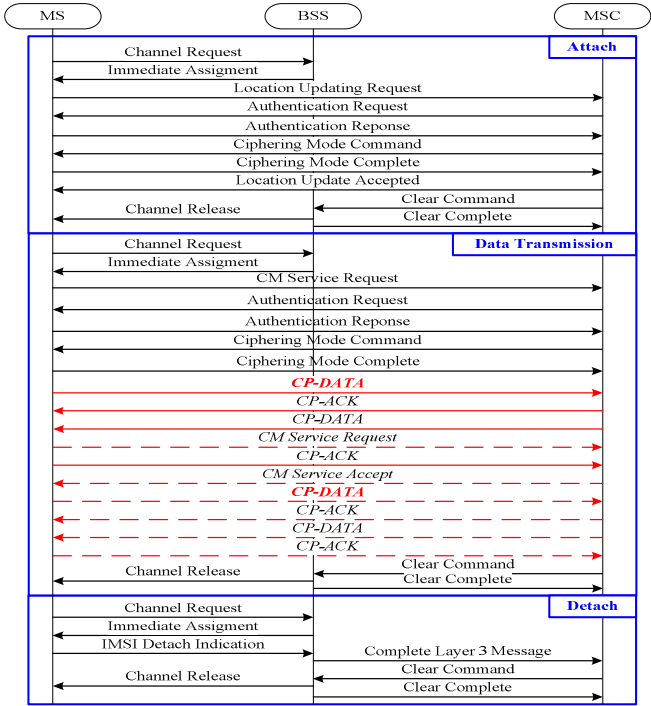 MS
BSS
MSC
Attach
Channel Request
Immediate Assigment
Location Updating Request
Authentication Request
Authentication Reponse
Ciphering Mode Command
Ciphering Mode Complete
Location Update Accepted
Clear Command
Channel Release
Clear Complete
Data Transmission
Channel Request
Immediate Assigment
CM Service Request
Authentication Request
Authentication Reponse
Ciphering Mode Command
Ciphering Mode Complete
CP-DATA
CP-ACK
CP-DATA
CM Service Request
CP-ACK
CM Service Accept
CP-DATA
CP-ACK
CP-DATA
CP-ACK
Clear Command
Channel Release
Clear Complete
Detach
Channel Request
Immediate Assigment
IMSI Detach Indication
Complete Layer 3 Message
Clear Command
Channel Release
Clear Complete